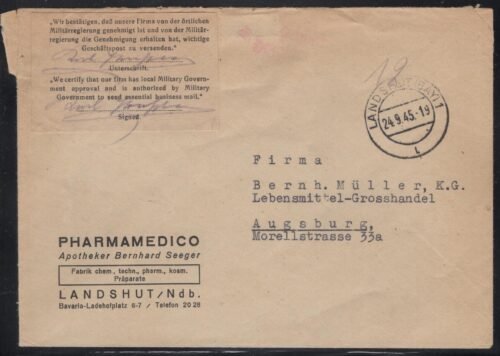 „Wir bestätigen, daß unsere Firma von der örtlichen
Militärregierung genehmigt ist und von der Militär-
regierung die Genehmigung erhalten hat, wichtige
Geschäftspost zu versenden."
Unterschrift.
„We certify that our firm has local Military Govern-
ment approval and is authorized by Military
Government to send essential business mail."
Signed
12
LANDSHUT (BAY) 1
24.9.45.-19
Firma
Bernh. Müller, K.G.
Lebensmittel-Grosshandel
Augsburg,
Morellstrasse 33a
PHARMAMEDICO
Apotheker Bernhard Seeger
Fabrik chem., techn., pharm., kosm.
Präparate
LANDSHUT/Ndb.
Bavaria-Ladehofplatz 6-7 / Telefon 20 28